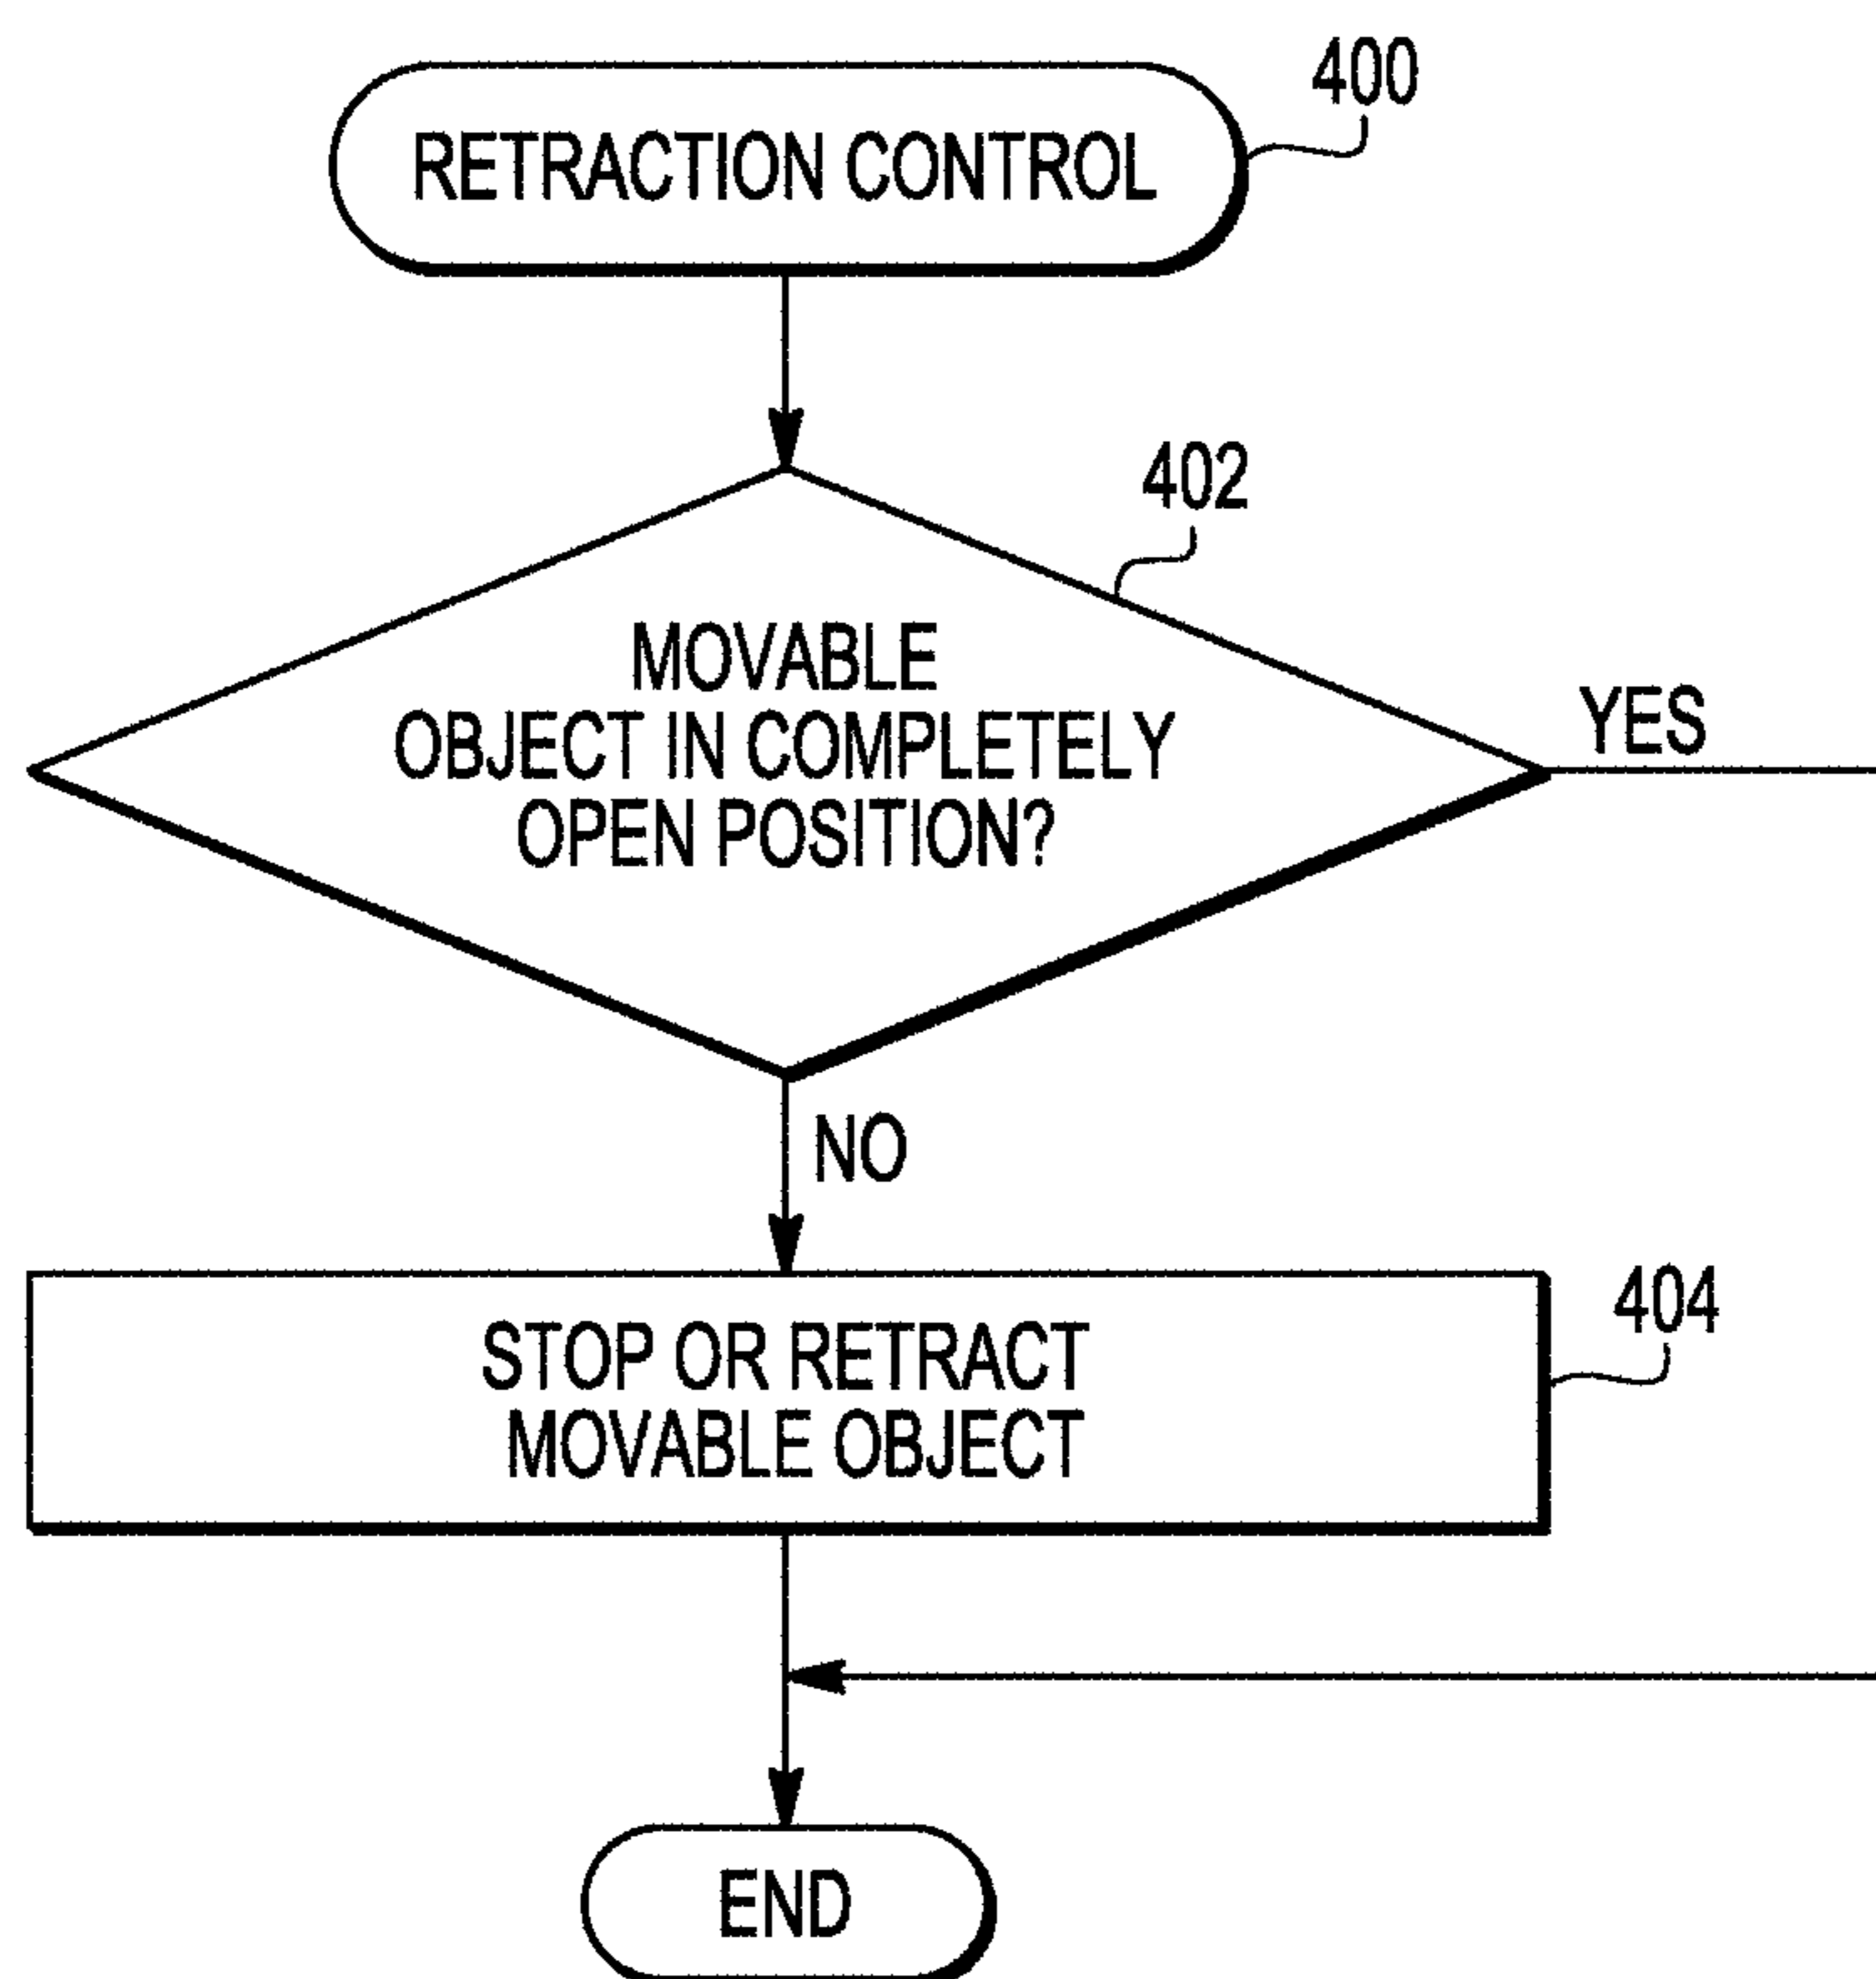 400
RETRACTION CONTROL
402
MOVABLE
OBJECT IN COMPLETELY
OPEN POSITION?
YES
NO
404
STOP OR RETRACT
MOVABLE OBJECT
END